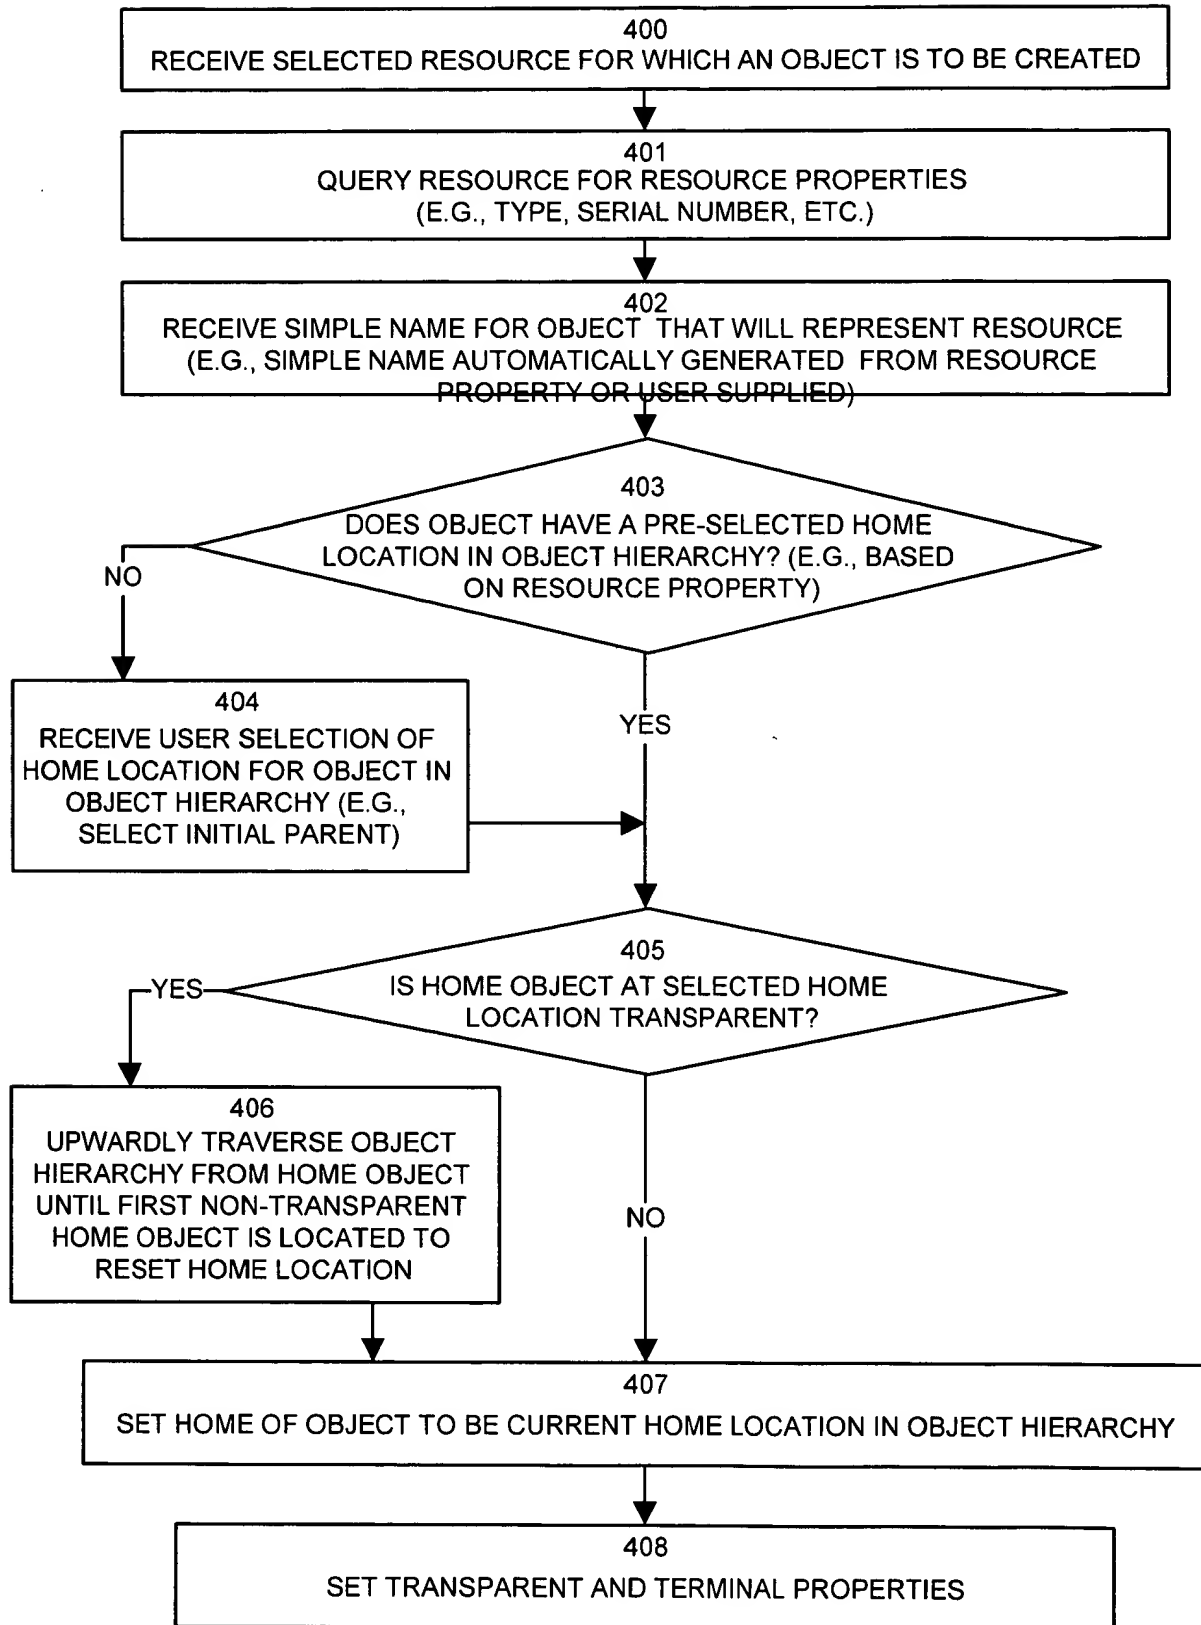 400
RECEIVE SELECTED RESOURCE FOR WHICH AN OBJECT IS TO BE CREATED
401
QUERY RESOURCE FOR RESOURCE PROPERTIES
(E.G., TYPE, SERIAL NUMBER, ETC.)
402
RECEIVE SIMPLE NAME FOR OBJECT THAT WILL REPRESENT RESOURCE
(E.G., SIMPLE NAME AUTOMATICALLY GENERATED FROM RESOURCE
PROPERTY OR USER SUPPLIED)
403
DOES OBJECT HAVE A PRE-SELECTED HOME
LOCATION IN OBJECT HIERARCHY? (E.G., BASED
ON RESOURCE PROPERTY)
NO
404
RECEIVE USER SELECTION OF
HOME LOCATION FOR OBJECT IN
OBJECT HIERARCHY (E.G.,
SELECT INITIAL PARENT)
YES
405
IS HOME OBJECT AT SELECTED HOME
LOCATION TRANSPARENT?
YES
406
UPWARDLY TRAVERSE OBJECT
HIERARCHY FROM HOME OBJECT
UNTIL FIRST NON-TRANSPARENT
HOME OBJECT IS LOCATED TO
RESET HOME LOCATION
NO
407
SET HOME OF OBJECT TO BE CURRENT HOME LOCATION IN OBJECT HIERARCHY
408
SET TRANSPARENT AND TERMINAL PROPERTIES